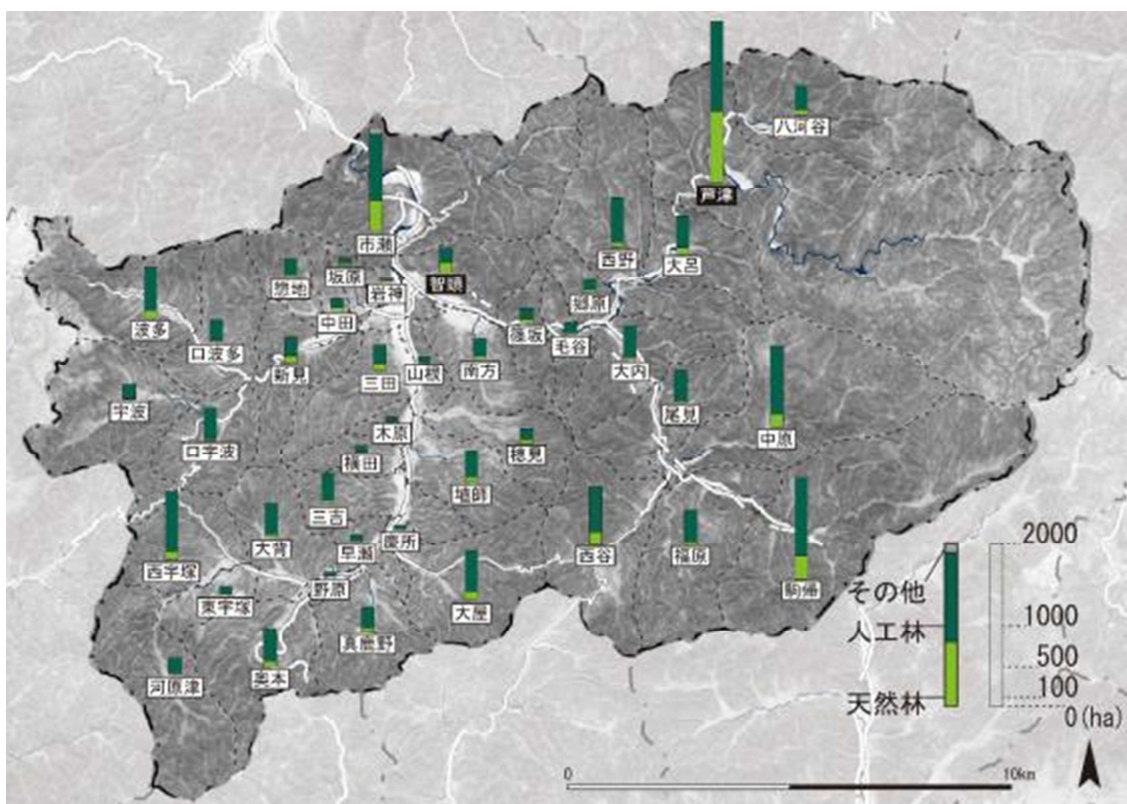 八河谷
芦津
市瀬
西野
大呂
智頭
坂原
惣地
岩神
郷原
中田
波多
口波多
篠坂
毛谷
新見
三田
山根
南方
大内
宇波
尾見
中原
口宇波
木原
穂見
横田
埴師
三吉
大背
早瀬
慶所
西谷
福原
西宇塚
駒帰
野原
東宇塚
大屋
真鹿野
河原津
奥本
その他
人工林
天然林
2000
1000
500
100
0(ha)
0
10km